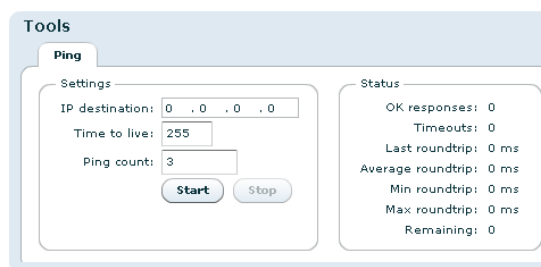 Tools
Ping
Settings
IP destination: 0 . 0 . 0 . 0
Time to live: 255
Ping count: 3
Start Stop
Status
OK responses: 0
Timeouts: 0
Last roundtrip: 0 ms
Average roundtrip: 0 ms
Min roundtrip: 0 ms
Max roundtrip: 0 ms
Remaining: 0